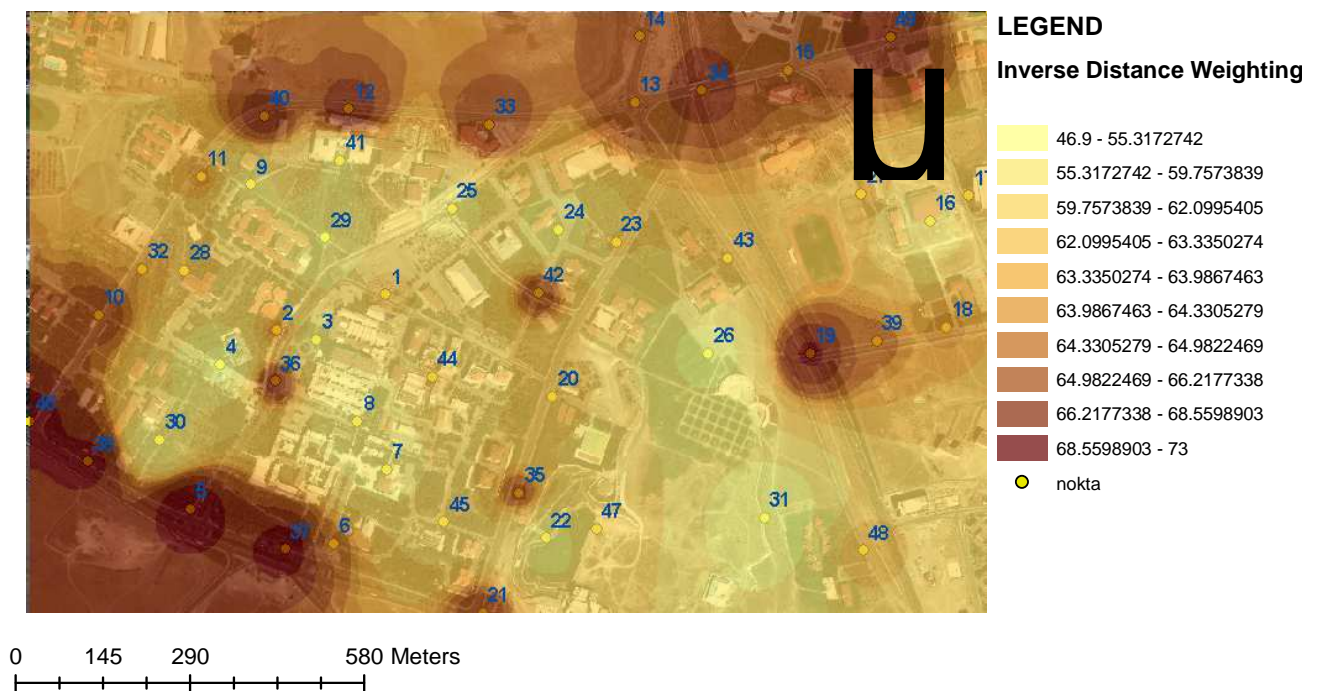 LEGEND
Inverse Distance Weighting
46.9 - 55.3172742
55.3172742 - 59.7573839
59.7573839 - 62.0995405
62.0995405 - 63.3350274
63.3350274 - 63.9867463
63.9867463 - 64.3305279
64.3305279 - 64.9822469
64.9822469 - 66.2177338
66.2177338 - 68.5598903
68.5598903 - 73
nokta
14
15
34
13
40
12
33
41
11
9
25
16
24
23
29
43
32
28
42
1
10
2
3
18
39
19
26
4
36
44
20
8
30
7
35
5
31
45
6
22
47
48
37
21
u
0 145 290 580 Meters